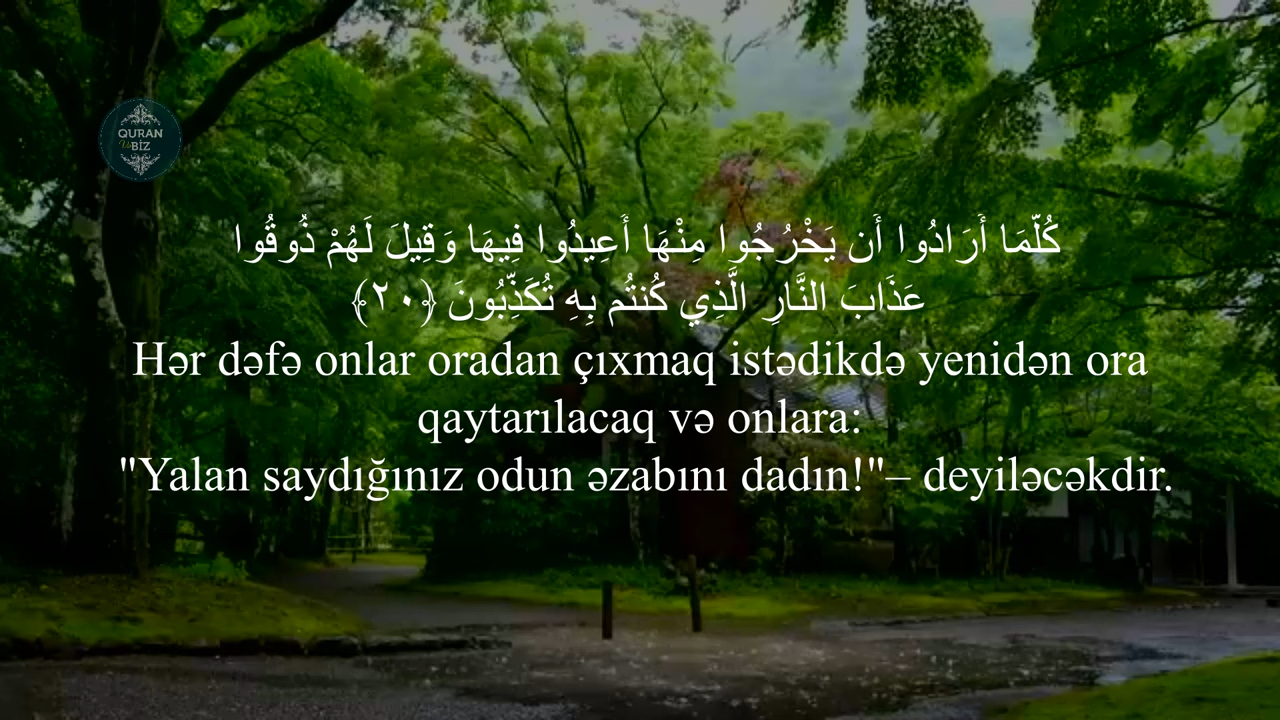 QURAN
Və BİZ
كُلَّمَا أَرَادُوا أَن يَخْرُجُوا مِنْهَا أُعِيدُوا فِيهَا وَقِيلَ لَهُمْ ذُوقُوا
عَذَابَ النَّارِ الَّذِي كُنتُم بِهِ تُكَذِّبُونَ ﴿٢٠﴾
Hər dəfə onlar oradan çıxmaq istədikdə yenidən ora
qaytarılacaq və onlara:
"Yalan saydığınız odun əzabını dadın!"– deyiləcəkdir.